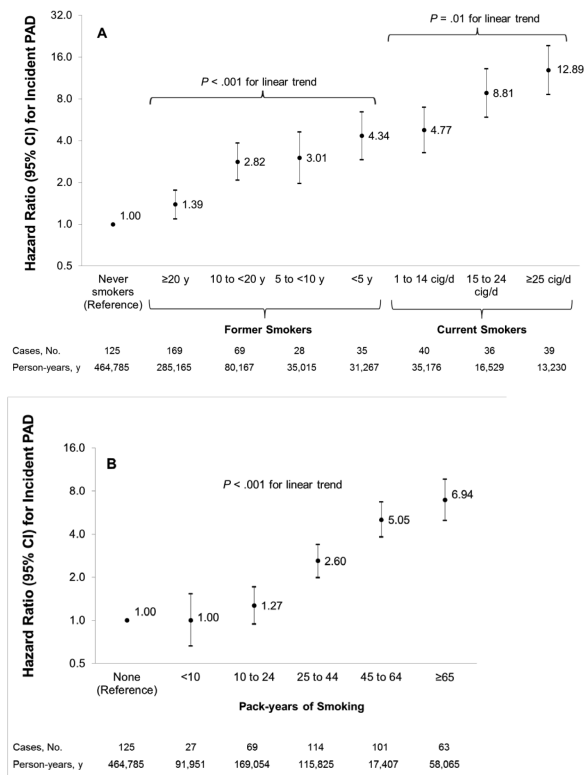 Hazard Ratio (95% CI) for Incident PAD
32.0
16.0
8.0
4.0
2.0
1.0
0.5
A
P < .001 for linear trend
P = .01 for linear trend
1.00
1.39
2.82
3.01
4.34
4.77
8.81
12.89
Never smokers (Reference)
≥20 y
10 to <20 y
5 to <10 y
<5 y
1 to 14 cig/d
15 to 24 cig/d
≥25 cig/d
Former Smokers
Current Smokers
Cases, No. 125 169 69 28 35 40 36 39
Person-years, y 464,785 285,165 80,167 35,015 31,267 35,176 16,529 13,230
Hazard Ratio (95% CI) for Incident PAD
16.0
8.0
4.0
2.0
1.0
0.5
B
P < .001 for linear trend
1.00
1.00
1.27
2.60
5.05
6.94
None (Reference)
<10
10 to 24
25 to 44
45 to 64
≥65
Pack-years of Smoking
Cases, No. 125 27 69 114 101 63
Person-years, y 464,785 91,951 169,054 115,825 17,407 58,065